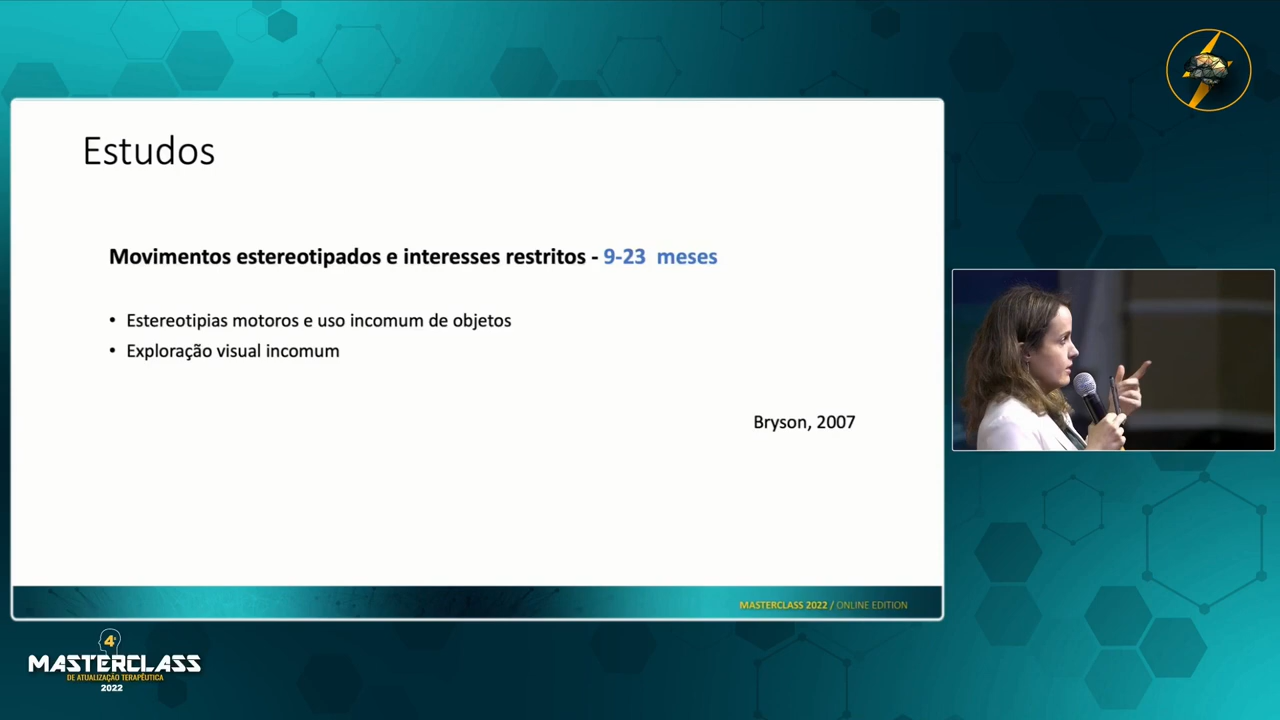 Estudos
Movimentos estereotipados e interesses restritos - 9-23 meses
• Estereotipias motoros e uso incomum de objetos
• Exploração visual incomum
Bryson, 2007
MASTERCLASS 2022 / ONLINE EDITION
4ª
MASTERCLASS
DE ATUALIZAÇÃO TERAPÊUTICA
2022